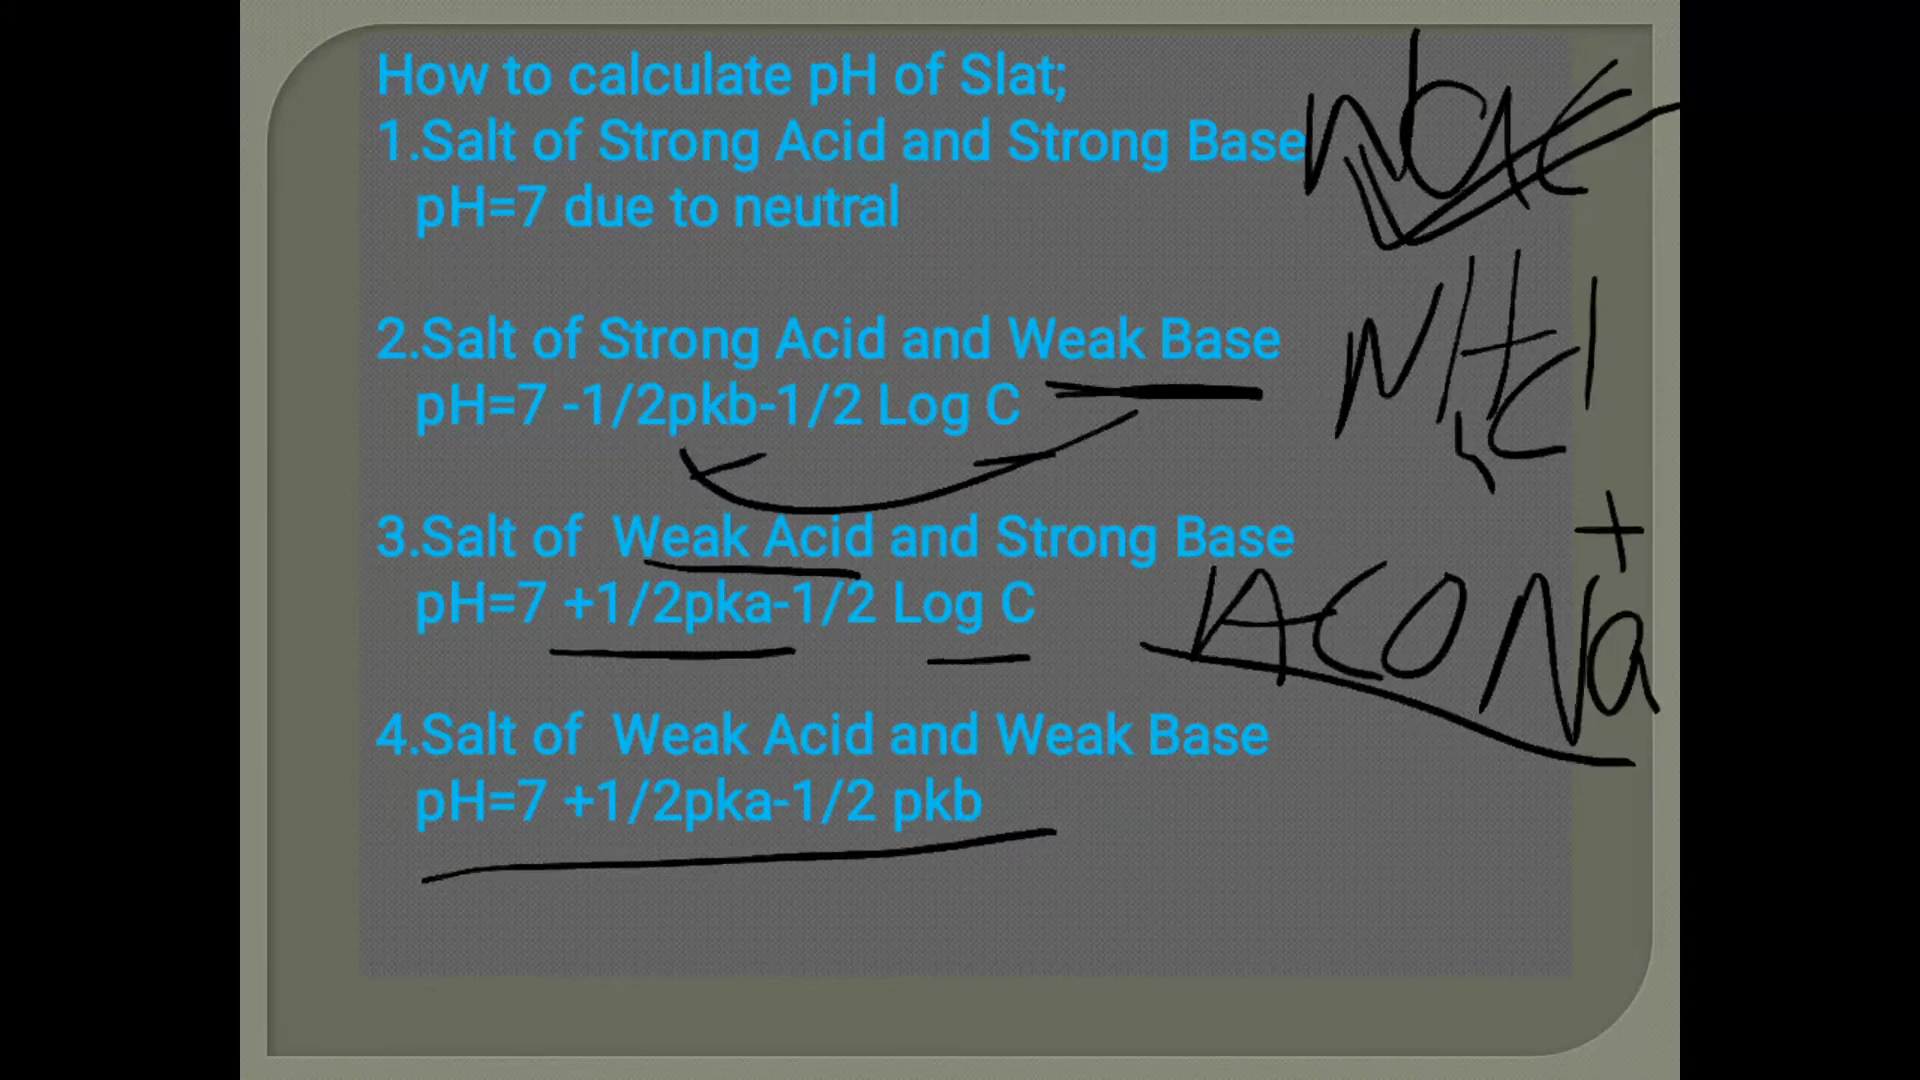 How to calculate pH of Slat;
1.Salt of Strong Acid and Strong Base
pH=7 due to neutral
2.Salt of Strong Acid and Weak Base
pH=7 -1/2pkb-1/2 Log C
3.Salt of  Weak Acid and Strong Base
pH=7 +1/2pka-1/2 Log C
4.Salt of  Weak Acid and Weak Base
pH=7 +1/2pka-1/2 pkb